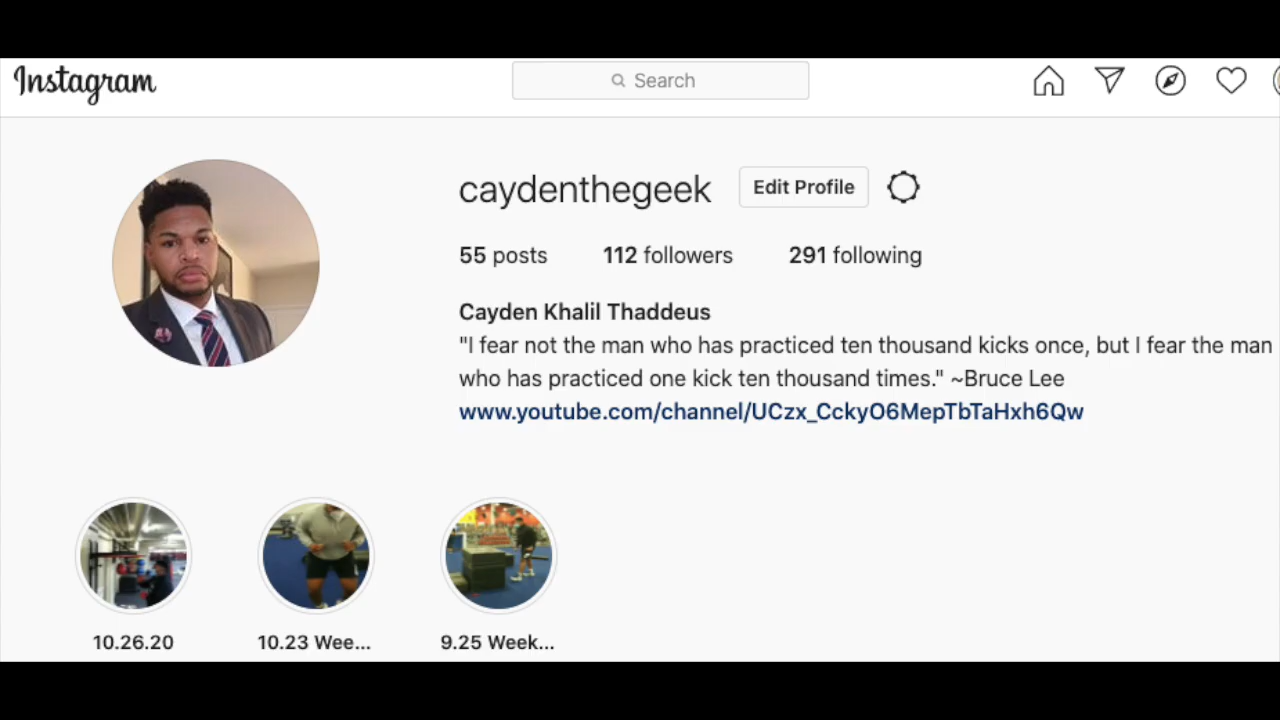 Instagram
Search
caydenthegeek
Edit Profile
55 posts
112 followers
291 following
Cayden Khalil Thaddeus
"I fear not the man who has practiced ten thousand kicks once, but I fear the man
who has practiced one kick ten thousand times." ~Bruce Lee
www.youtube.com/channel/UCzx_CckyO6MepTbTaHxh6Qw
10.26.20
10.23 Wee...
9.25 Week...